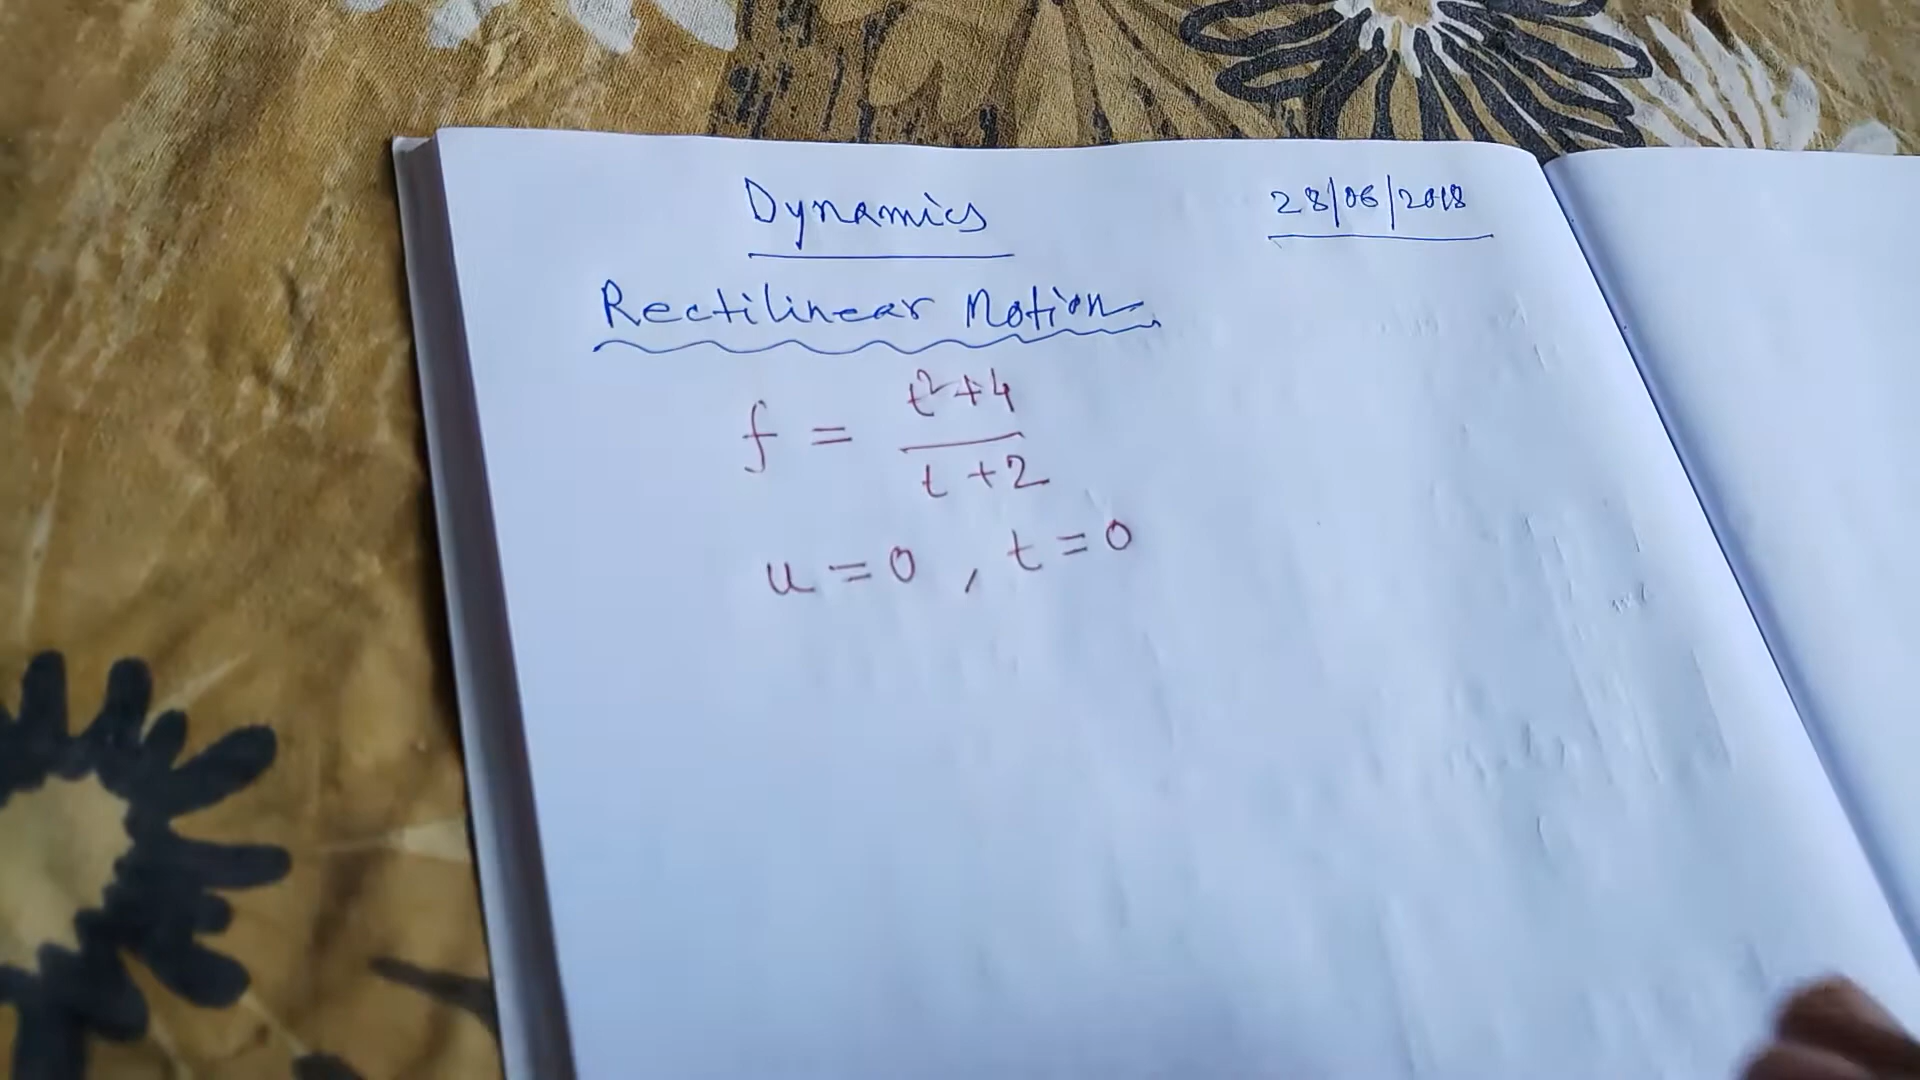 Dynamics 28/06/2018
Rectilinear Motion
f = t²+4 / t+2
u = 0 , t = 0